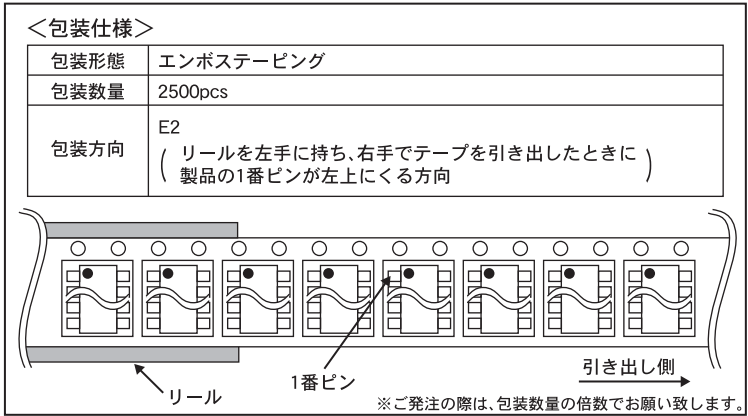 ＜包装仕様＞
包装形態 エンボステーピング
包装数量 2500pcs
包装方向 E2
( リールを左手に持ち、右手でテープを引き出したときに
製品の1番ピンが左上にくる方向 )
リール
1番ピン
引き出し側
※ご発注の際は、包装数量の倍数でお願い致します。